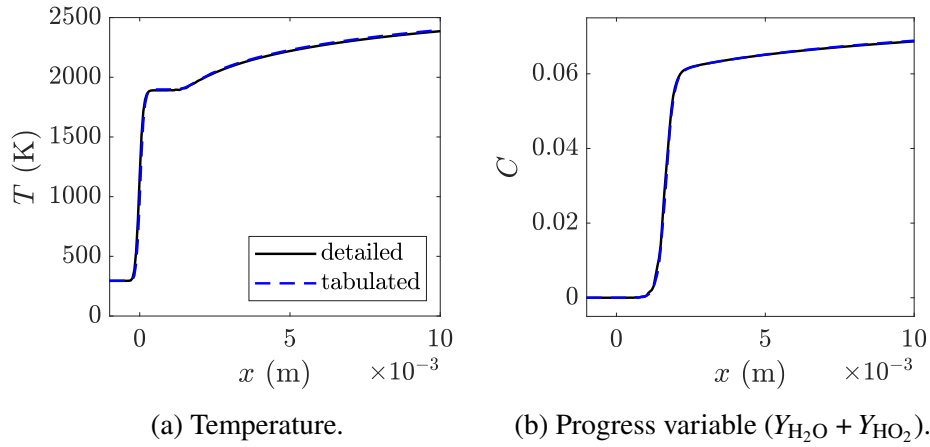 2500
2000
1500
1000
500
0
T (K)
detailed
tabulated
0
5
10
x (m)
×10⁻³
(a) Temperature.
0.06
0.04
0.02
0
C
0
5
10
x (m)
×10⁻³
(b) Progress variable (Y_H₂O + Y_HO₂).